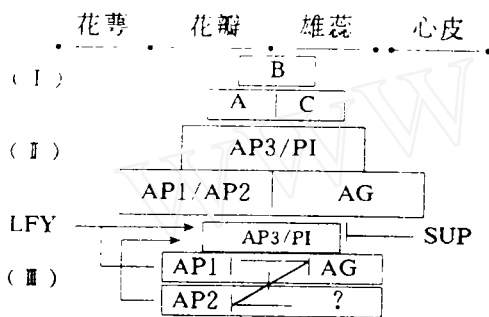 花萼 花瓣 雄蕊 心皮
(Ⅰ) B
A C
(Ⅱ) AP3/PI
AP1/AP2 AG
LFY AP3/PI SUP
(Ⅲ) AP1 AG
AP2 ?